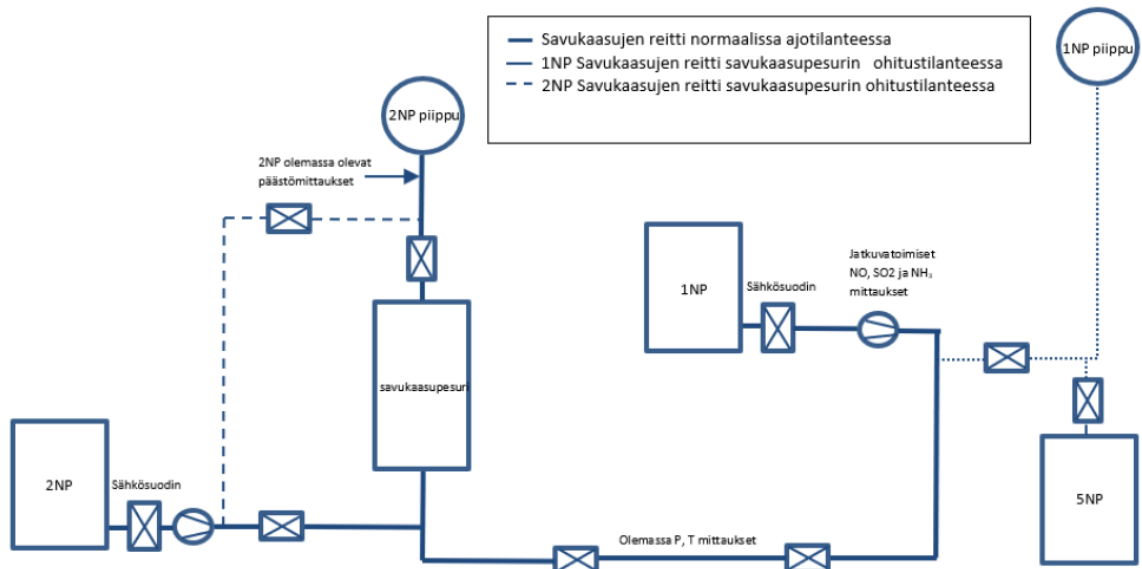 Savukaasujen reitti normaalissa ajotilanteessa
1NP Savukaasujen reitti savukaasupesurin ohitustilanteessa
2NP Savukaasujen reitti savukaasupesurin ohitustilanteessa
1NP piippu
2NP piippu
2NP olemassa olevat
päästömittaukset
1NP
Sähkösuodin
Jatkuvatoimiset
NO, SO2 ja NH₃
mittaukset
savukaasupesuri
2NP
Sähkösuodin
Olemassa P, T mittaukset
5NP